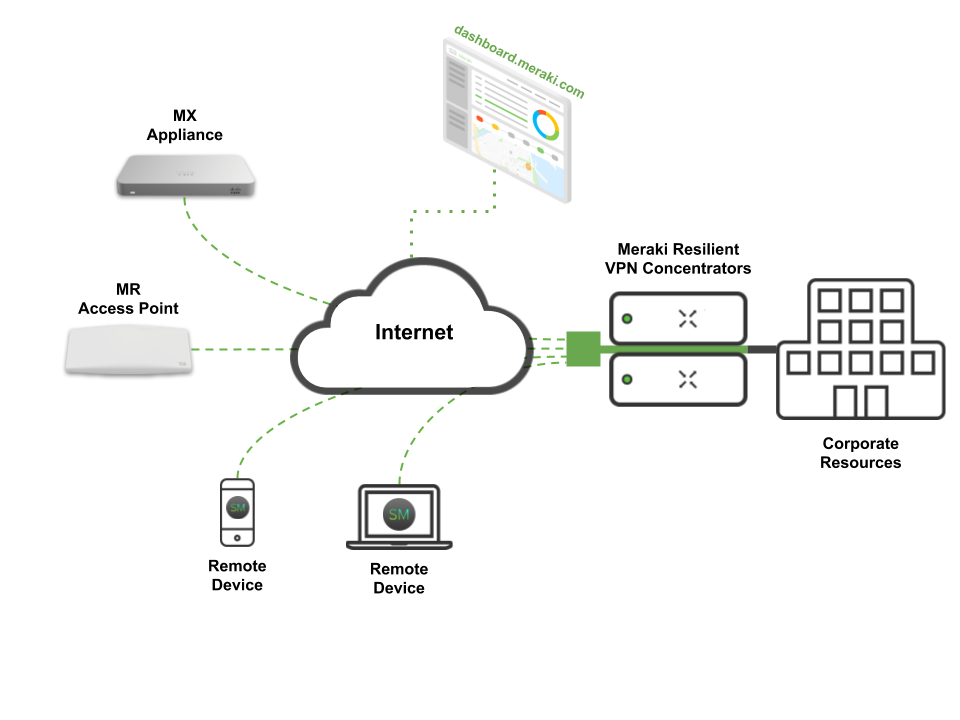 dashboard.meraki.com
MX
Appliance
Meraki Resilient
VPN Concentrators
MR
Access Point
Internet
Corporate
Resources
SM
SM
Remote
Device
Remote
Device